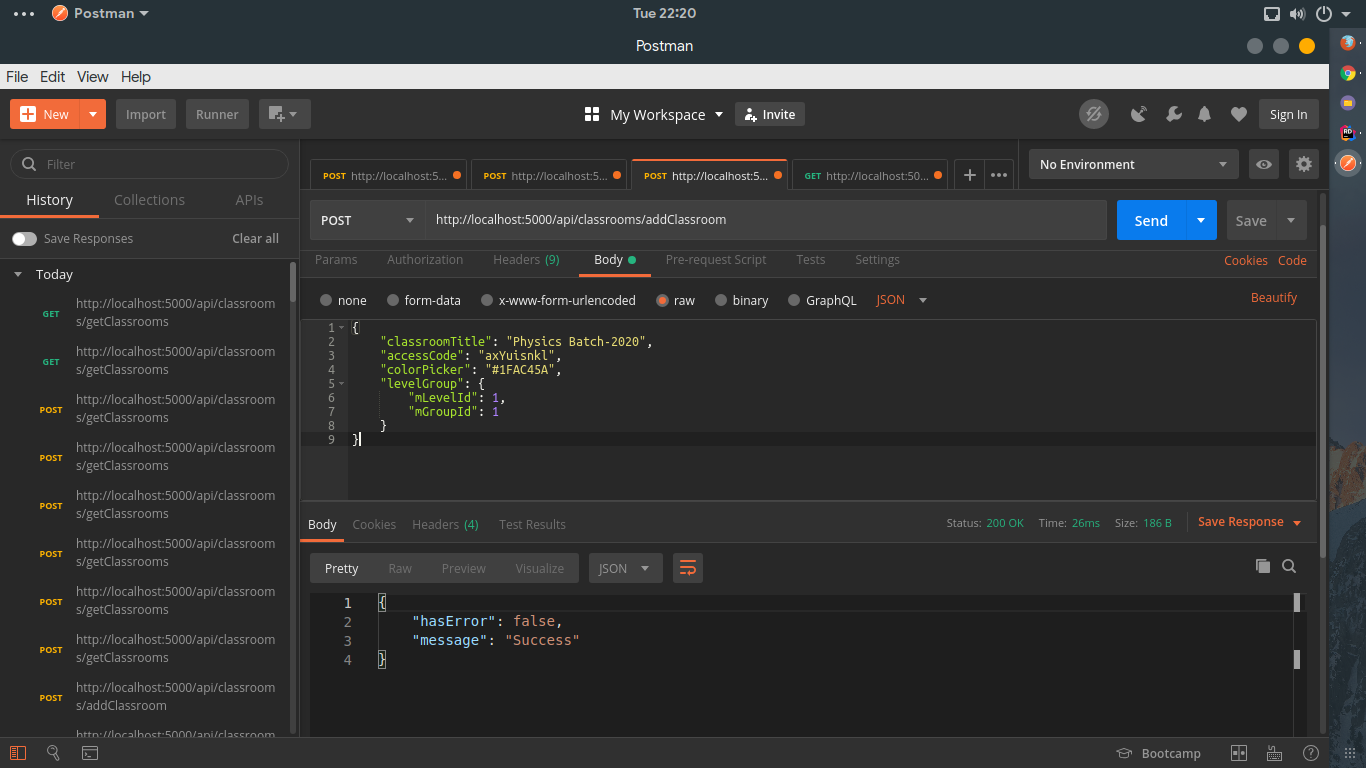 Postman
Tue 22:20
Postman
File Edit View Help
New
Import
Runner
My Workspace
Invite
Sign In
Filter
History
Collections
APIs
Save Responses
Clear all
Today
GET http://localhost:5000/api/classroom
s/getClassrooms
GET http://localhost:5000/api/classroom
s/getClassrooms
POST http://localhost:5000/api/classroom
s/getClassrooms
POST http://localhost:5000/api/classroom
s/getClassrooms
POST http://localhost:5000/api/classroom
s/getClassrooms
POST http://localhost:5000/api/classroom
s/getClassrooms
POST http://localhost:5000/api/classroom
s/getClassrooms
POST http://localhost:5000/api/classroom
s/getClassrooms
POST http://localhost:5000/api/classroom
s/addClassroom
http://localhost:5000/api/classroom
POST http://localhost:5...
POST http://localhost:5...
POST http://localhost:5...
GET http://localhost:50...
No Environment
POST http://localhost:5000/api/classrooms/addClassroom
Send
Save
Params Authorization Headers (9) Body Pre-request Script Tests Settings
Cookies Code
none form-data x-www-form-urlencoded raw binary GraphQL JSON
Beautify
1 {
2 "classroomTitle": "Physics Batch-2020",
3 "accessCode": "axYuisnkl",
4 "colorPicker": "#1FAC45A",
5 "levelGroup": {
6 "mLevelId": 1,
7 "mGroupId": 1
8 }
9 }
Body Cookies Headers (4) Test Results
Status: 200 OK Time: 26ms Size: 186 B
Save Response
Pretty Raw Preview Visualize JSON
1 {
2 "hasError": false,
3 "message": "Success"
4 }
Bootcamp